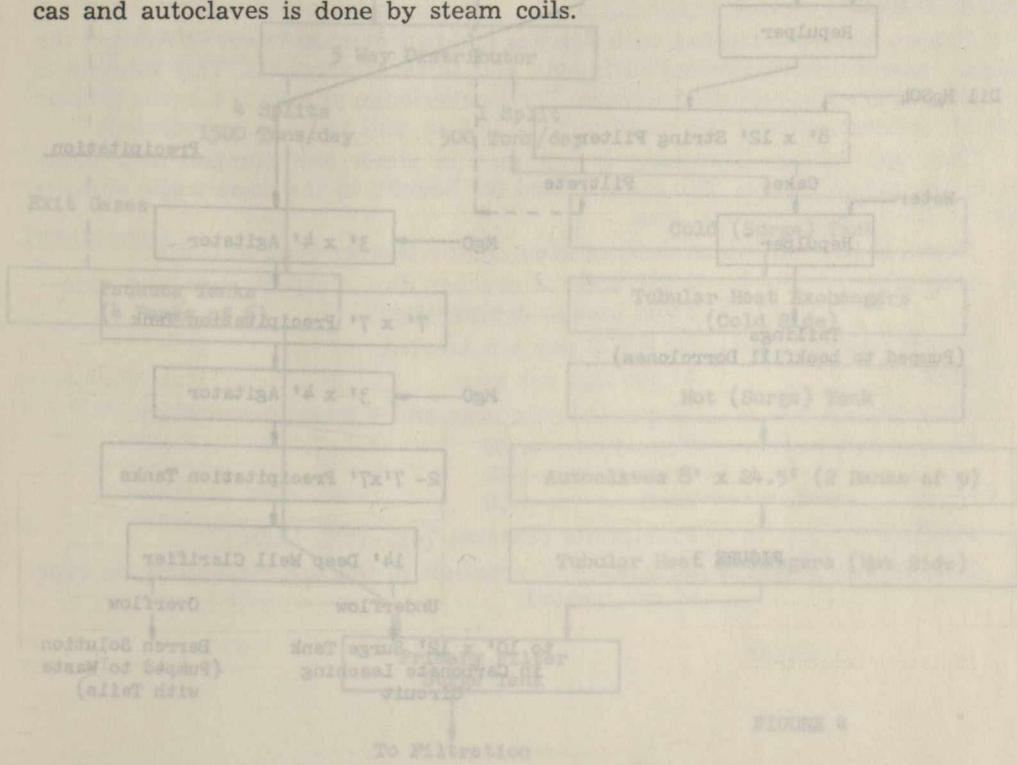 cas and autoclaves is done by steam coils.
Repulper
5 Way Distributor
Dil H2SO4
4 Splits
1500 Tons/day
1 Split
500 Tons/day
8' x 12' String Filter
Precipitation
Cake
Filtrate
Water
Exit Gases
3' x 4' Agitator
MgO
Cold (Surge) Tank
Repulper
7' x 7' Precipitation Tank
Tubular Heat Exchangers
(Cold Side)
Tailings
(Pumped to backfill Dorrclones)
3' x 4' Agitator
MgO
Hot (Surge) Tank
2- 7'x7' Precipitation Tanks
Autoclaves 8' x 24.5' (2 Banks of 9)
14' Deep Well Clarifier
FIGURE 3
Tubular Heat Exchangers (Hot Side)
Overflow
Underflow
Barren Solution
(Pumped to Waste
with Tails)
to 10' x 12' Surge Tank
in Carbonate Leaching
Circuit
FIGURE 4
To Filtration